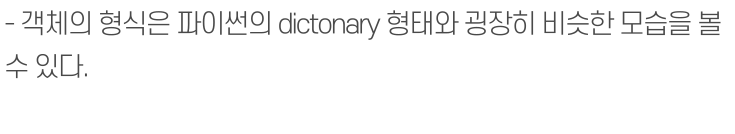 - 객체의 형식은 파이썬의 dictonary 형태와 굉장히 비슷한 모습을 볼
수 있다.